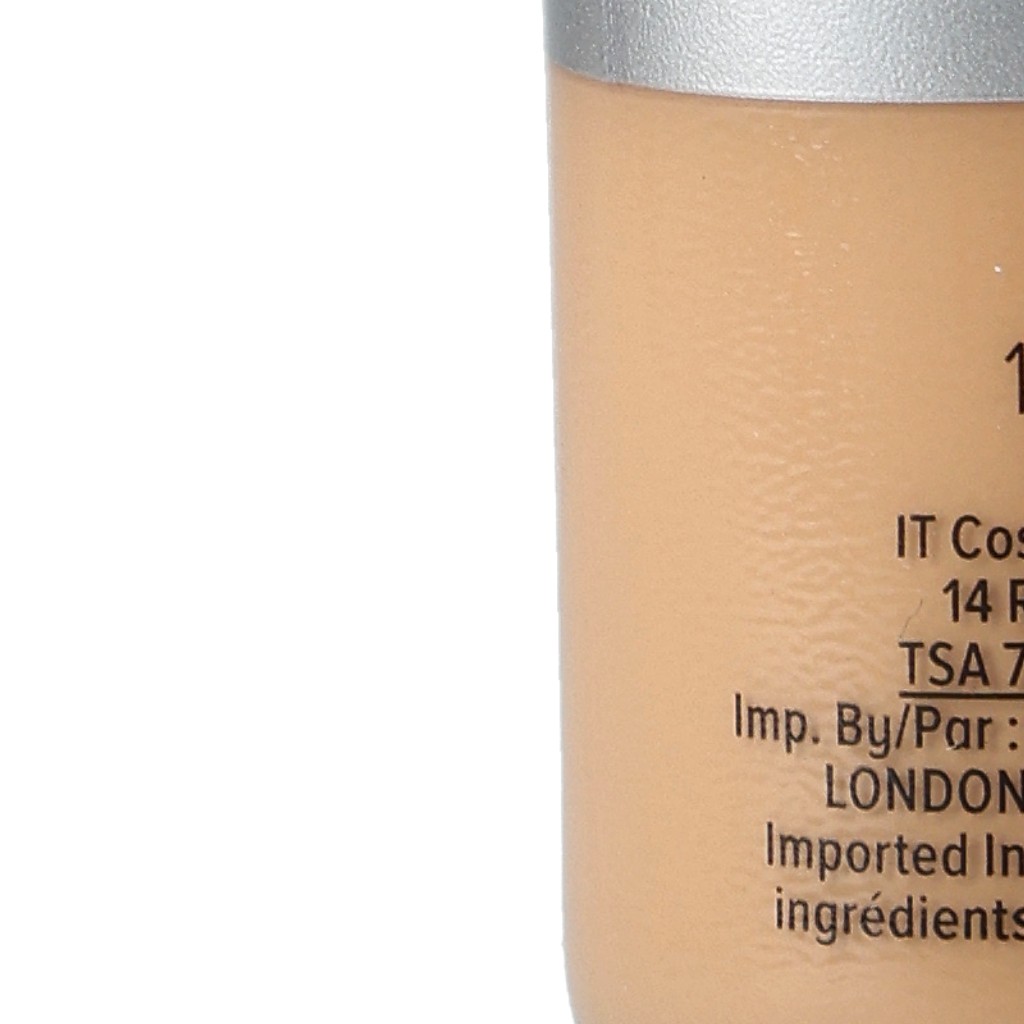 1
IT Cos
14 R
TSA 7
Imp. By/Par :
LONDON
Imported In
ingrédients